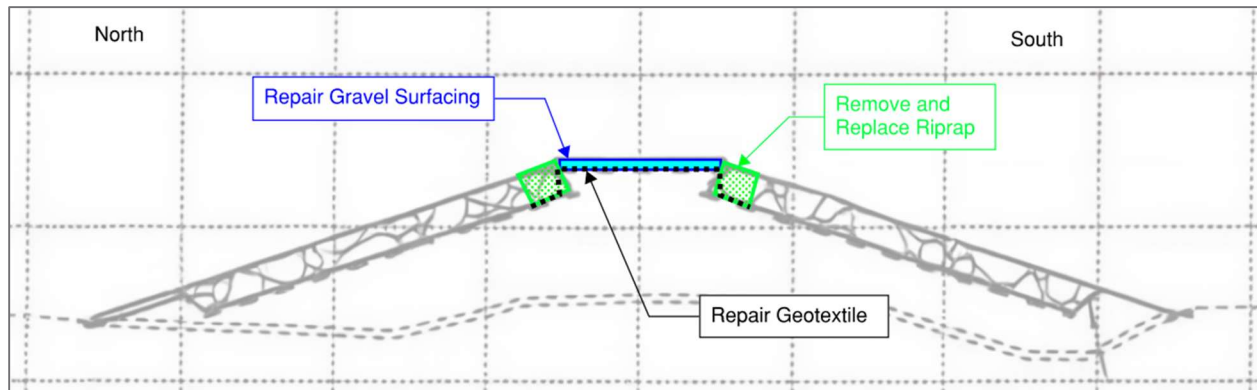 North
South
Repair Gravel Surfacing
Remove and
Replace Riprap
Repair Geotextile